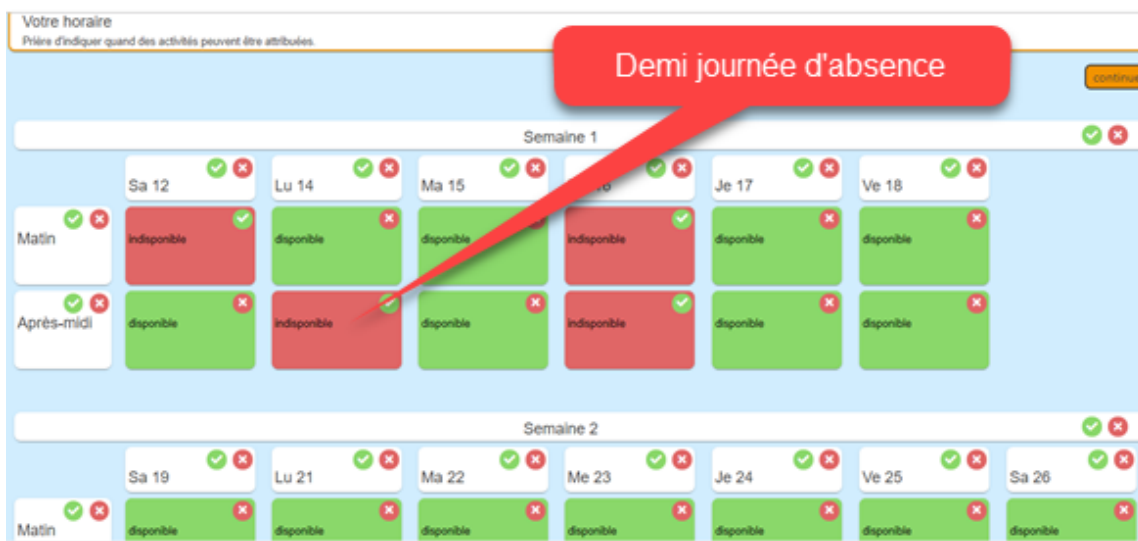 Votre horaire
Prière d'indiquer quand des activités peuvent être attribuées.
Demi journée d'absence
continue
Semaine 1
Sa 12 Lu 14 Ma 15 Je 17 Ve 18
Matin indisponible disponible disponible indisponible disponible disponible
Après-midi disponible indisponible disponible indisponible disponible disponible
Semaine 2
Sa 19 Lu 21 Ma 22 Me 23 Je 24 Ve 25 Sa 26
Matin disponible disponible disponible disponible disponible disponible disponible